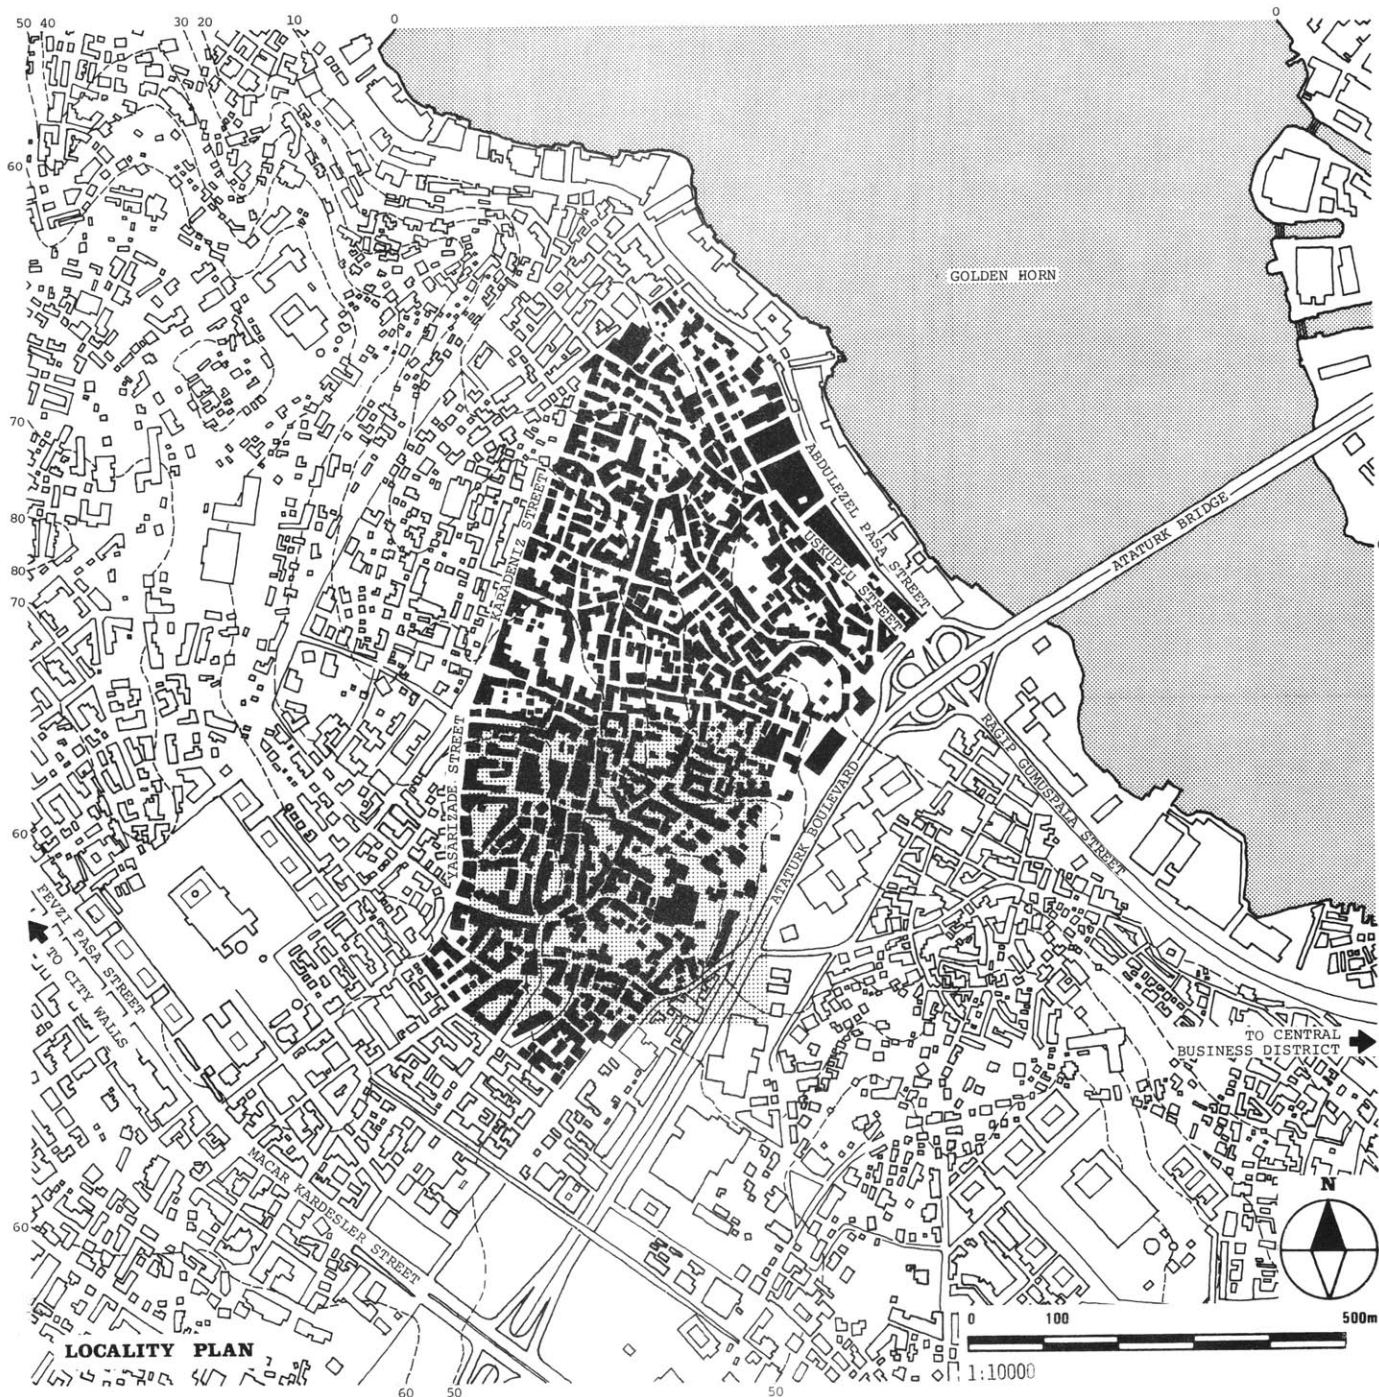 50 40
30 20
10
0
0
60
GOLDEN HORN
70
80
80
70
KARADENIZ STREET
ABDULEZEL PASA STREET
USKUPLU STREET
ATATURK BRIDGE
YASARIZADE STREET
ATATURK BOULEVARD
RAGIP GUMUSPALA STREET
60
FEVZI PASA STREET
TO CITY WALLS
TO CENTRAL
BUSINESS DISTRICT
MACAR KARDESLER STREET
60
N
0 100 500m
1:10000
LOCALITY PLAN
60 50
50